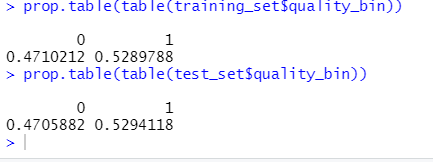 > prop.table(table(training_set$quality_bin))
0 1
0.4710212 0.5289788
> prop.table(table(test_set$quality_bin))
0 1
0.4705882 0.5294118
>